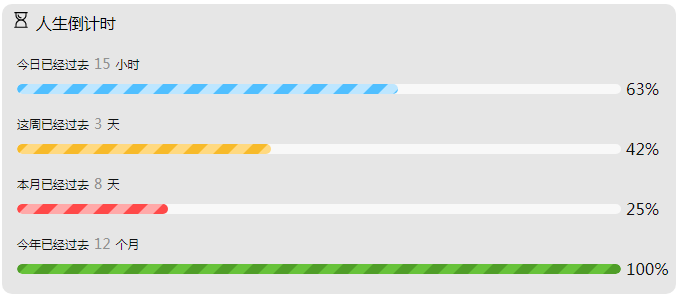 人生倒计时
今日已经过去 15 小时
63%
这周已经过去 3 天
42%
本月已经过去 8 天
25%
今年已经过去 12 个月
100%